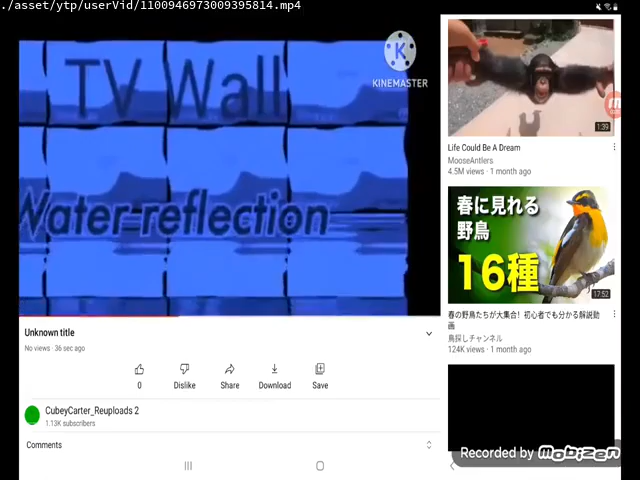 ./asset/ytp/userVid/1100946973009395814.mp4
TV Wall
Water reflection
K
KINEMASTER
1:39
Life Could Be A Dream
MooseAntlers
4.5M views · 1 month ago
春に見れる
野鳥
16種
17:52
春の野鳥たちが大集合！初心者でも分かる解説動
画
鳥探しチャンネル
124K views · 1 month ago
Unknown title
No views · 36 sec ago
0
Dislike
Share
Download
Save
CubeyCarter_Reuploads 2
1.13K subscribers
Comments
Recorded by mobizen